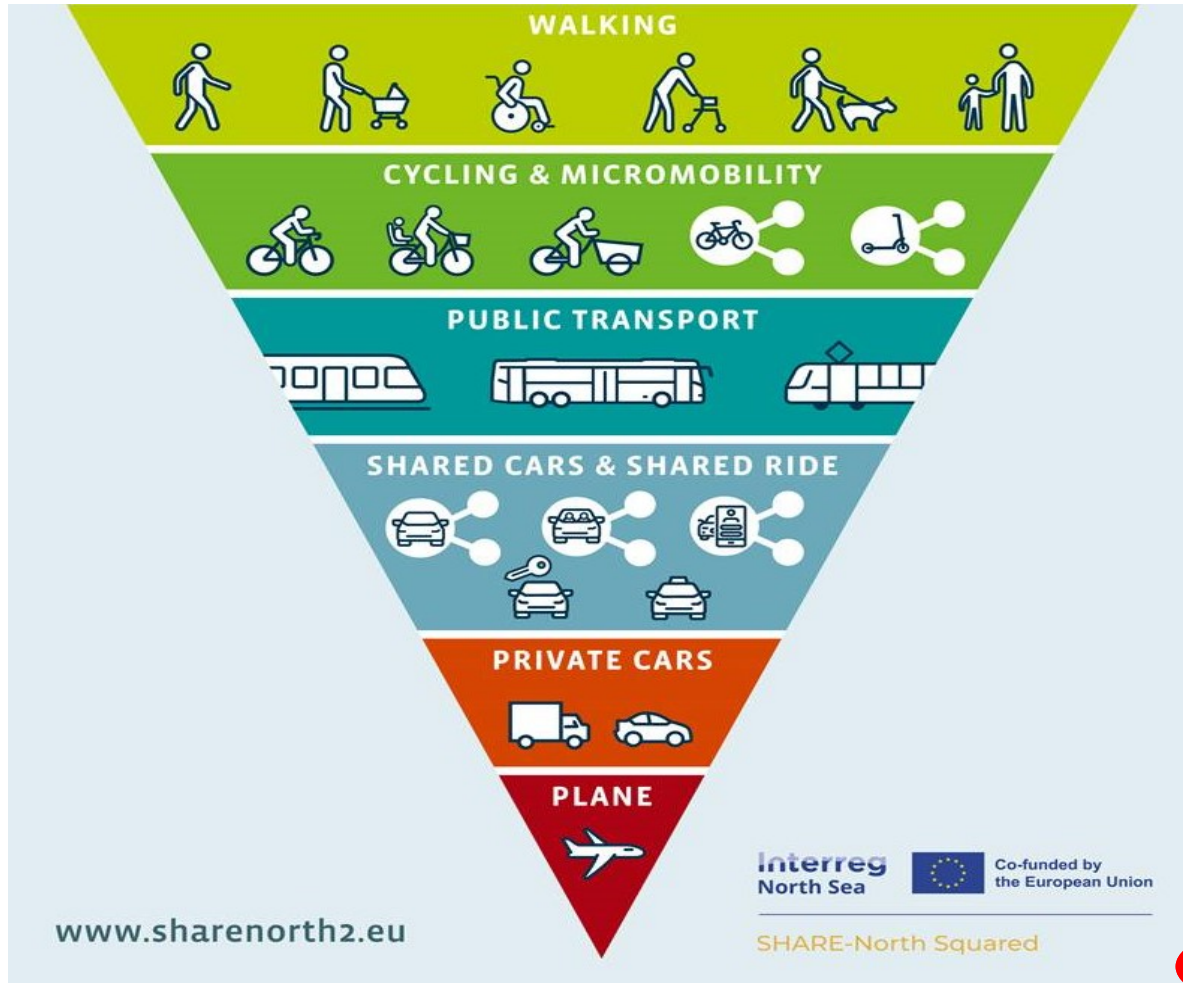 WALKING
CYCLING & MICROMOBILITY
PUBLIC TRANSPORT
SHARED CARS & SHARED RIDE
PRIVATE CARS
PLANE
Interreg
North Sea
Co-funded by
the European Union
www.sharenorth2.eu
SHARE-North Squared